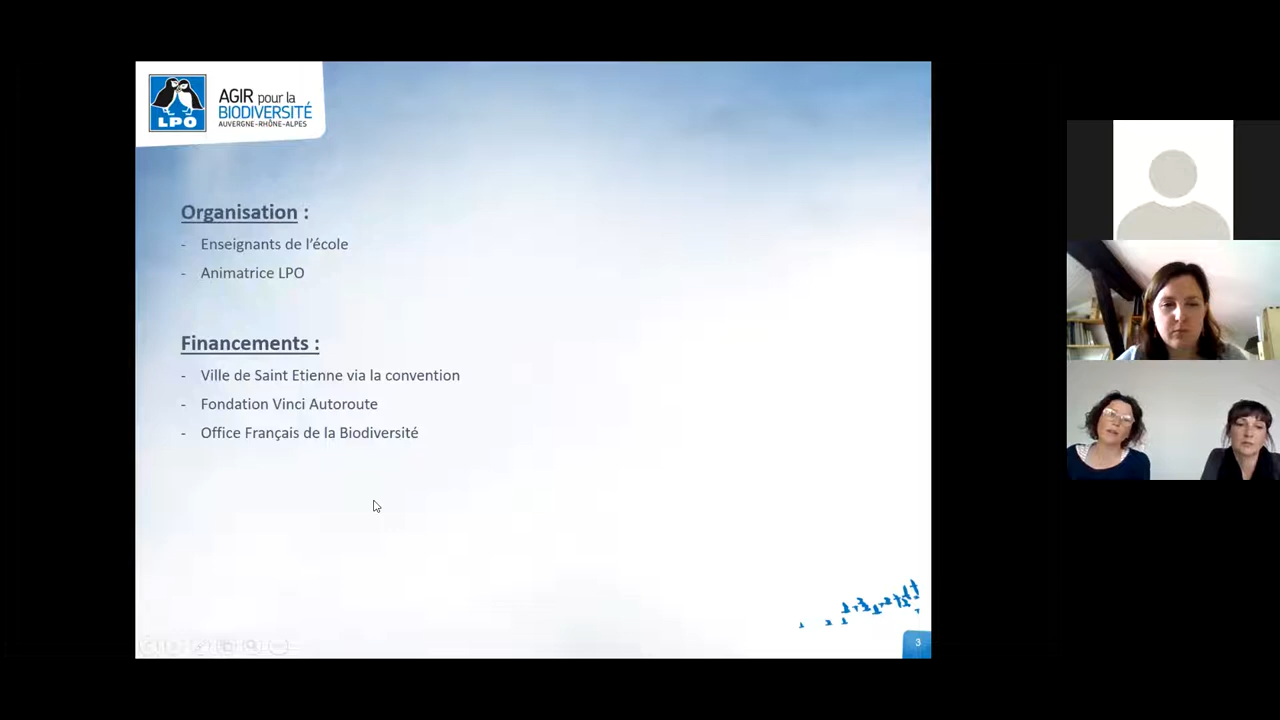 LPO
AGIR pour la
BIODIVERSITÉ
AUVERGNE-RHÔNE-ALPES
Organisation :
- Enseignants de l’école
- Animatrice LPO
Financements :
- Ville de Saint Etienne via la convention
- Fondation Vinci Autoroute
- Office Français de la Biodiversité
3